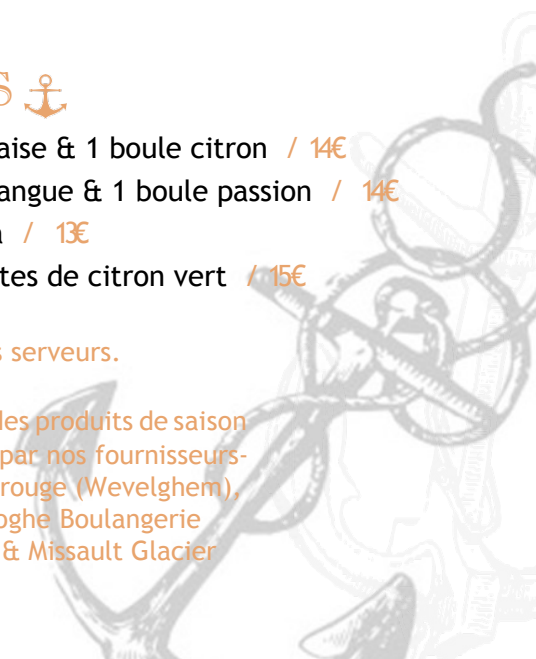 S
aise & 1 boule citron / 14€
angue & 1 boule passion / 14€
/ 13€
tes de citron vert / 15€
s serveurs.
des produits de saison
par nos fournisseurs-
rouge (Wevelghem),
oghe Boulangerie
& Missault Glacier